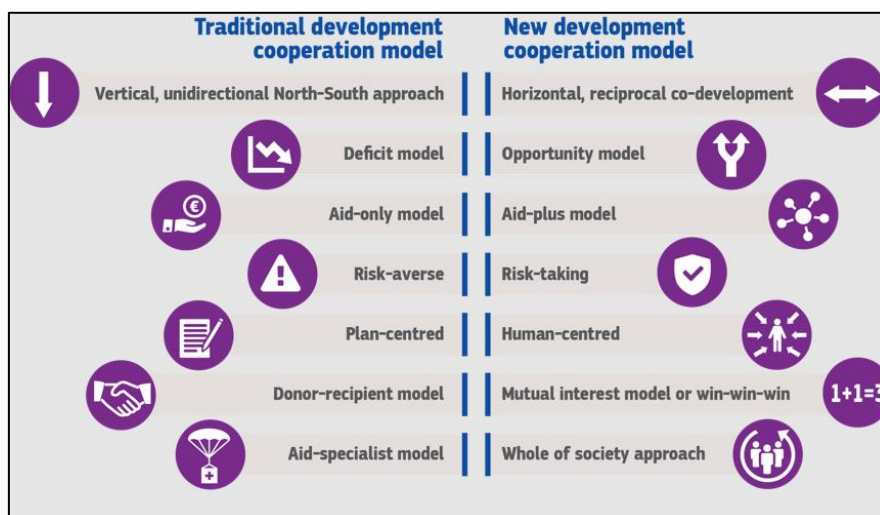 Traditional development
cooperation model
New development
cooperation model
Vertical, unidirectional North-South approach
Horizontal, reciprocal co-development
Deficit model
Opportunity model
€
Aid-only model
Aid-plus model
Risk-averse
Risk-taking
Plan-centred
Human-centred
Donor-recipient model
Mutual interest model or win-win-win
1+1=3
Aid-specialist model
Whole of society approach